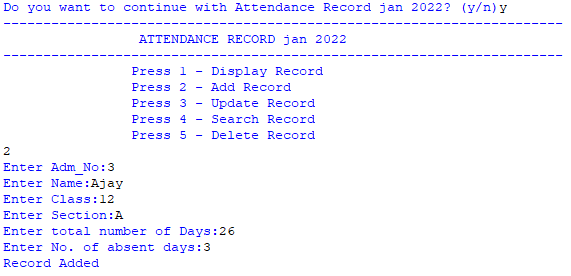 Do you want to continue with Attendance Record jan 2022? (y/n)y
----------------------------------------------------------------------
ATTENDANCE RECORD jan 2022
----------------------------------------------------------------------
Press 1 - Display Record
Press 2 - Add Record
Press 3 - Update Record
Press 4 - Search Record
Press 5 - Delete Record
2
Enter Adm_No:3
Enter Name:Ajay
Enter Class:12
Enter Section:A
Enter total number of Days:26
Enter No. of absent days:3
Record Added